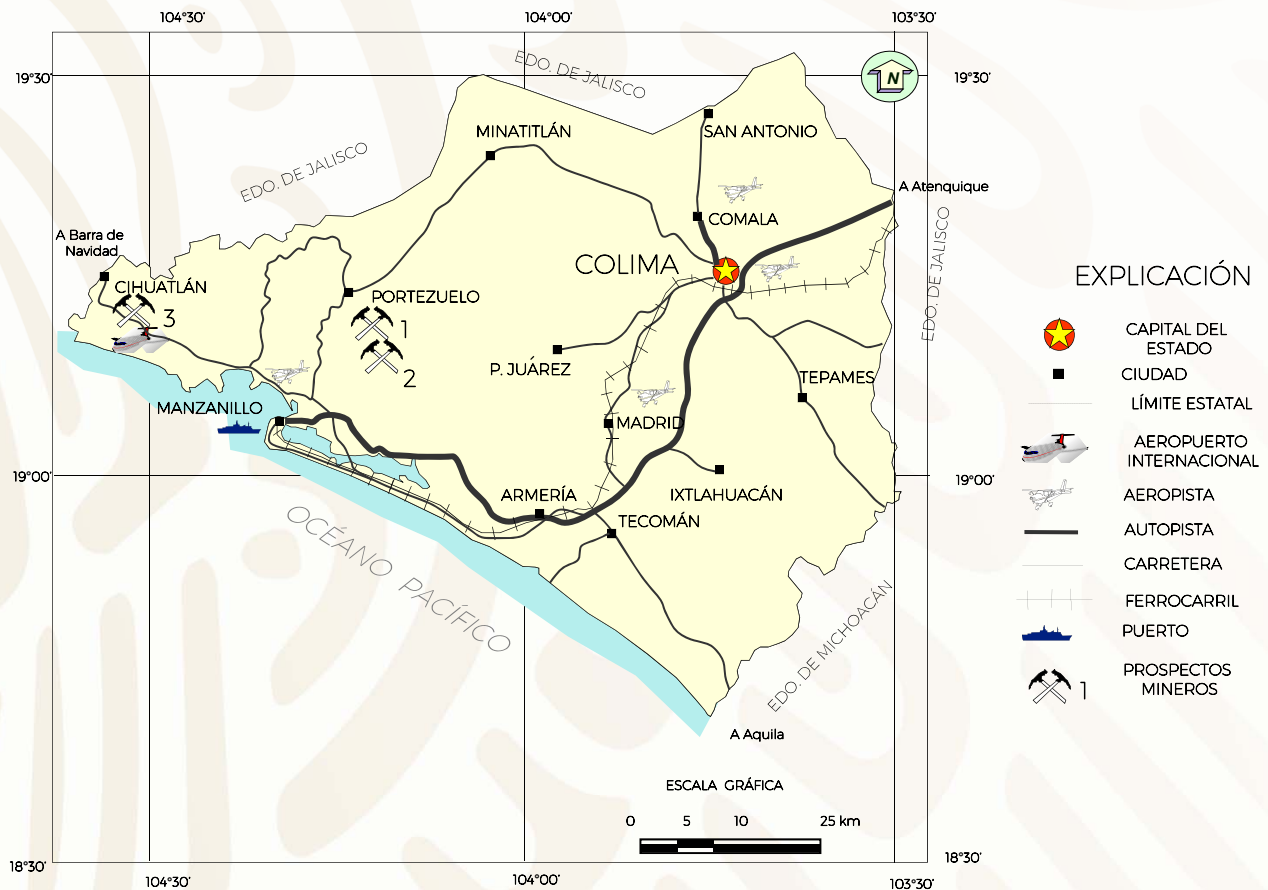 104°30'
104°00'
103°30'
EDO. DE JALISCO
19°30'
N
19°30'
MINATITLÁN
SAN ANTONIO
EDO. DE JALISCO
A Atenquique
COMALA
A Barra de
Navidad
COLIMA
EDO. DE JALISCO
CIHUATLÁN
3
PORTEZUELO
1
2
P. JUÁREZ
TEPAMES
MANZANILLO
MADRID
19°00'
19°00'
ARMERÍA
IXTLAHUACÁN
TECOMÁN
OCÉANO PACÍFICO
EDO. DE MICHOACÁN
A Aquila
ESCALA GRÁFICA
0 5 10 25 km
18°30'
18°30'
104°30'
104°00'
103°30'
EXPLICACIÓN
CAPITAL DEL
ESTADO
CIUDAD
LÍMITE ESTATAL
AEROPUERTO
INTERNACIONAL
AEROPISTA
AUTOPISTA
CARRETERA
FERROCARRIL
PUERTO
1
PROSPECTOS
MINEROS